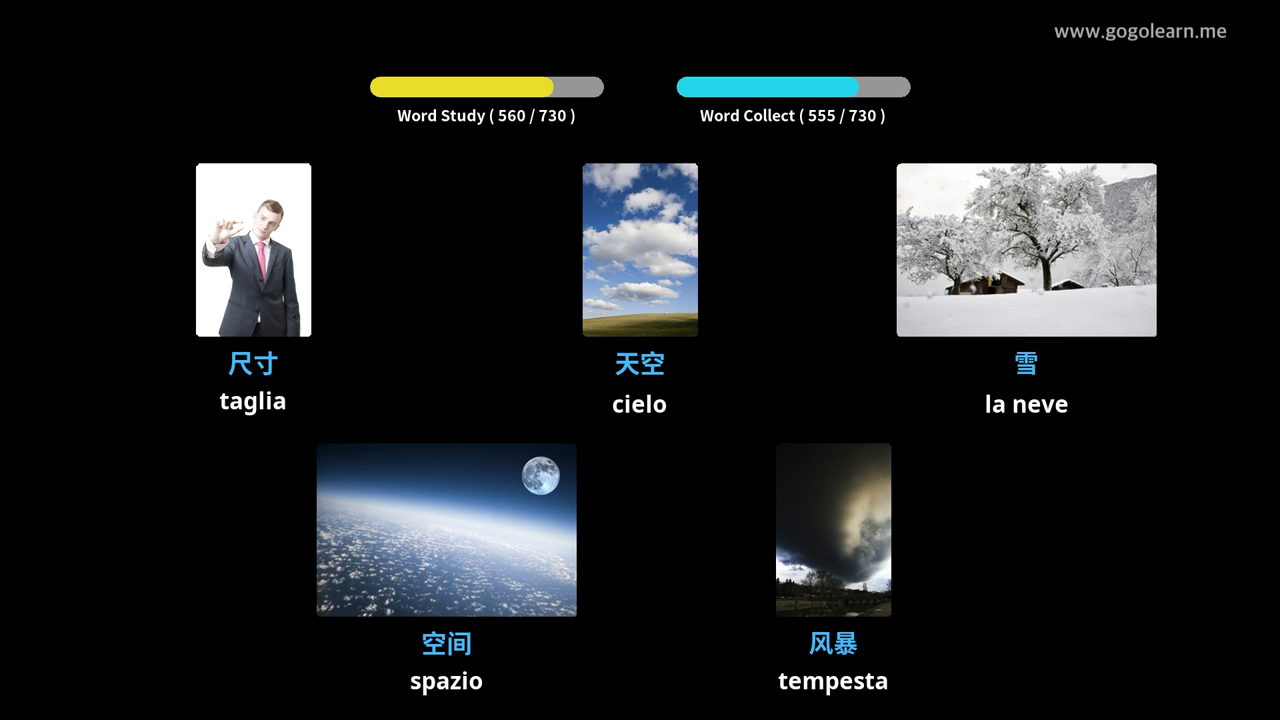 www.gogolearn.me
Word Study ( 560 / 730 )
Word Collect ( 555 / 730 )
尺寸
taglia
天空
cielo
雪
la neve
空间
spazio
风暴
tempesta